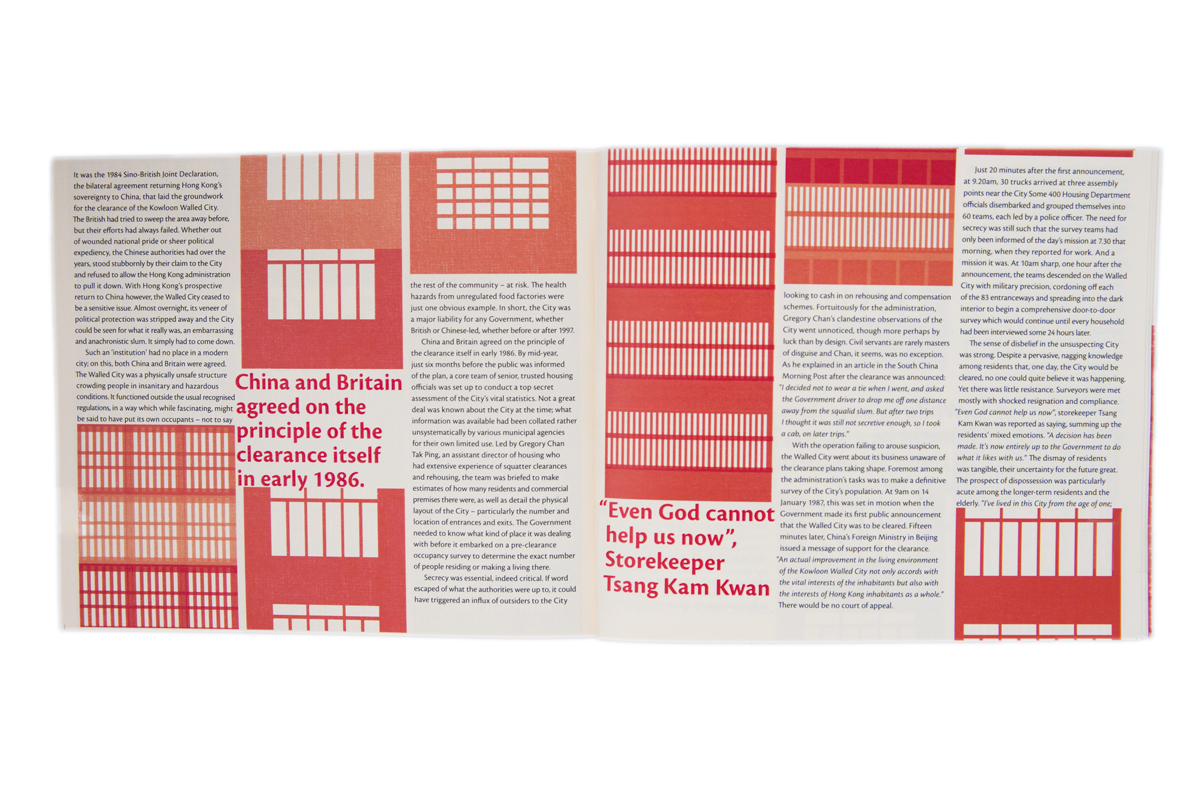 It was the 1984 Sino-British Joint Declaration,
the bilateral agreement returning Hong Kong's
sovereignty to China, that laid the groundwork
for the clearance of the Kowloon Walled City.
The British had tried to sweep the area away before,
but their efforts had always failed. Whether out
of wounded national pride or sheer political
expediency, the Chinese authorities had over the
years, stood stubbornly by their claim to the City
and refused to allow the Hong Kong administration
to pull it down. With Hong Kong's prospective
return to China however, the Walled City ceased to
be a sensitive issue. Almost overnight, its veneer of
political protection was stripped away and the City
could be seen for what it really was, an embarrassing
and anachronistic slum. It simply had to come down.
Such an 'institution' had no place in a modern
city; on this, both China and Britain were agreed.
The Walled City was a physically unsafe structure
crowding people in insanitary and hazardous
conditions. It functioned outside the usual recognised
regulations, in a way which while fascinating, might
be said to have put its own occupants – not to say
China and Britain
agreed on the
principle of the
clearance itself
in early 1986.
the rest of the community – at risk. The health
hazards from unregulated food factories were
just one obvious example. In short, the City was
a major liability for any Government, whether
British or Chinese-led, whether before or after 1997.
China and Britain agreed on the principle of
the clearance itself in early 1986. By mid-year,
just six months before the public was informed
of the plan, a core team of senior, trusted housing
officials was set up to conduct a top secret
assessment of the City's vital statistics. Not a great
deal was known about the City at the time; what
information was available had been collated rather
unsystematically by various municipal agencies
for their own limited use. Led by Gregory Chan
Tak Ping, an assistant director of housing who
had extensive experience of squatter clearances
and rehousing, the team was briefed to make
estimates of how many residents and commercial
premises there were, as well as detail the physical
layout of the City – particularly the number and
location of entrances and exits. The Government
needed to know what kind of place it was dealing
with before it embarked on a pre-clearance
occupancy survey to determine the exact number
of people residing or making a living there.
Secrecy was essential, indeed critical. If word
escaped of what the authorities were up to, it could
have triggered an influx of outsiders to the City
“Even God cannot
help us now”,
Storekeeper
Tsang Kam Kwan
looking to cash in on rehousing and compensation
schemes. Fortuitously for the administration,
Gregory Chan's clandestine observations of the
City went unnoticed, though more perhaps by
luck than by design. Civil servants are rarely masters
of disguise and Chan, it seems, was no exception.
As he explained in an article in the South China
Morning Post after the clearance was announced:
"I decided not to wear a tie when I went, and asked
the Government driver to drop me off one distance
away from the squalid slum. But after two trips
I thought it was still not secretive enough, so I took
a cab, on later trips."
With the operation failing to arouse suspicion,
the Walled City went about its business unaware of
the clearance plans taking shape. Foremost among
the administration's tasks was to make a definitive
survey of the City's population. At 9am on 14
January 1987, this was set in motion when the
Government made its first public announcement
that the Walled City was to be cleared. Fifteen
minutes later, China's Foreign Ministry in Beijing
issued a message of support for the clearance.
"An actual improvement in the living environment
of the Kowloon Walled City not only accords with
the vital interests of the inhabitants but also with
the interests of Hong Kong inhabitants as a whole."
There would be no court of appeal.
Just 20 minutes after the first announcement,
at 9.20am, 30 trucks arrived at three assembly
points near the City Some 400 Housing Department
officials disembarked and grouped themselves into
60 teams, each led by a police officer. The need for
secrecy was still such that the survey teams had
only been informed of the day's mission at 7.30 that
morning, when they reported for work. And a
mission it was. At 10am sharp, one hour after the
announcement, the teams descended on the Walled
City with military precision, cordoning off each
of the 83 entranceways and spreading into the dark
interior to begin a comprehensive door-to-door
survey which would continue until every household
had been interviewed some 24 hours later.
The sense of disbelief in the unsuspecting City
was strong. Despite a pervasive, nagging knowledge
among residents that, one day, the City would be
cleared, no one could quite believe it was happening.
Yet there was little resistance. Surveyors were met
mostly with shocked resignation and compliance.
"Even God cannot help us now", storekeeper Tsang
Kam Kwan was reported as saying, summing up the
residents' mixed emotions. "A decision has been
made. It's now entirely up to the Government to do
what it likes with us." The dismay of residents
was tangible, their uncertainty for the future great.
The prospect of dispossession was particularly
acute among the longer-term residents and the
elderly. "I've lived in this City from the age of one;